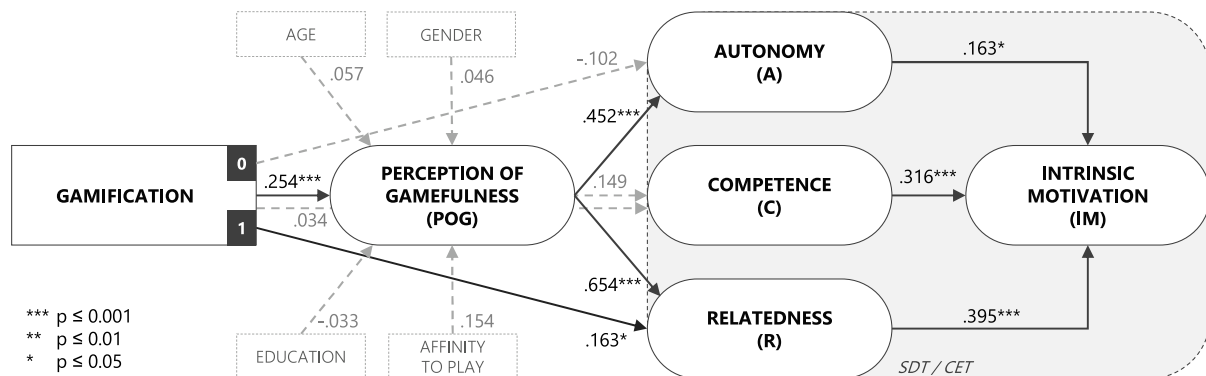 AGE
GENDER
.057
.046
-.102
AUTONOMY
(A)
.163*
.452***
GAMIFICATION
0
1
.254***
.034
PERCEPTION OF
GAMEFULNESS
(POG)
.149
COMPETENCE
(C)
.316***
INTRINSIC
MOTIVATION
(IM)
.654***
.163*
-.033
.154
EDUCATION
AFFINITY
TO PLAY
RELATEDNESS
(R)
.395***
SDT / CET
*** p ≤ 0.001
** p ≤ 0.01
* p ≤ 0.05